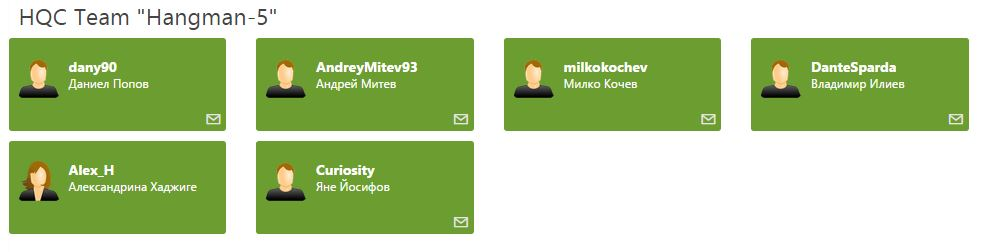 HQC Team "Hangman-5"
dany90
Даниел Попов
AndreyMitev93
Андрей Митев
milkokochev
Милко Кочев
DanteSparda
Владимир Илиев
Alex_H
Александрина Хаджиге
Curiosity
Яне Йосифов